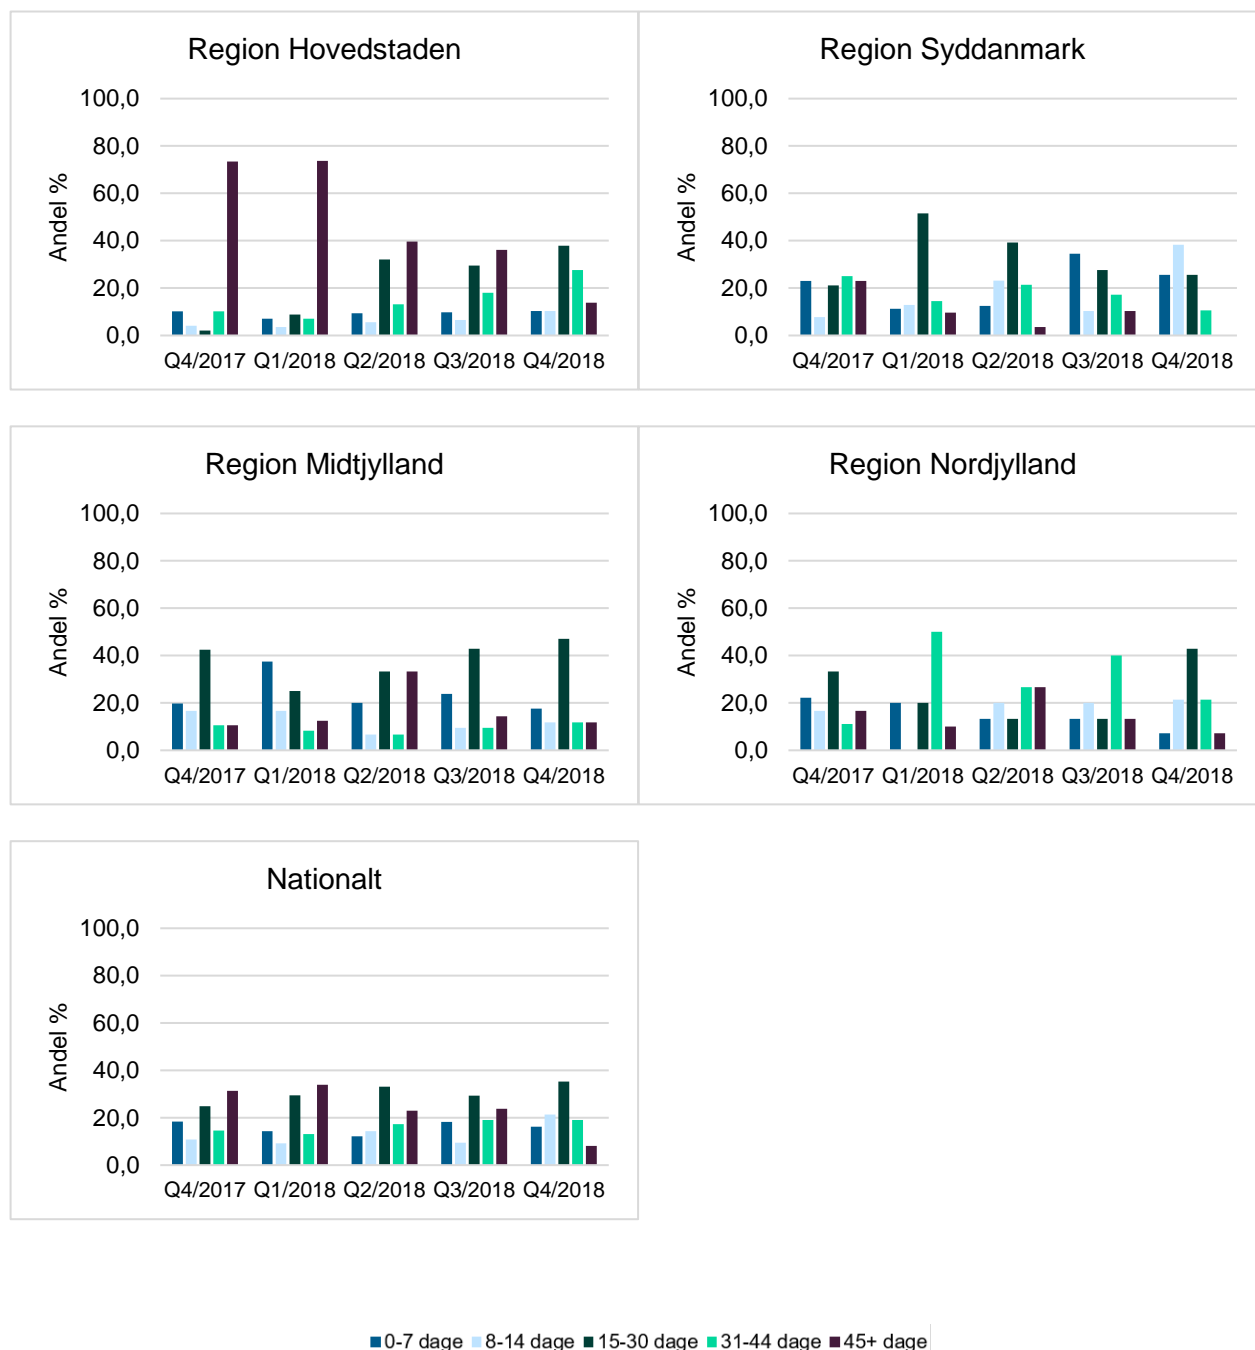 Region Hovedstaden
100,0
80,0
60,0
40,0
20,0
0,0
Andel %
Q4/2017 Q1/2018 Q2/2018 Q3/2018 Q4/2018
Region Syddanmark
100,0
80,0
60,0
40,0
20,0
0,0
Andel %
Q4/2017 Q1/2018 Q2/2018 Q3/2018 Q4/2018
Region Midtjylland
100,0
80,0
60,0
40,0
20,0
0,0
Andel %
Q4/2017 Q1/2018 Q2/2018 Q3/2018 Q4/2018
Region Nordjylland
100,0
80,0
60,0
40,0
20,0
0,0
Andel %
Q4/2017 Q1/2018 Q2/2018 Q3/2018 Q4/2018
Nationalt
100,0
80,0
60,0
40,0
20,0
0,0
Andel %
Q4/2017 Q1/2018 Q2/2018 Q3/2018 Q4/2018
0-7 dage 8-14 dage 15-30 dage 31-44 dage 45+ dage